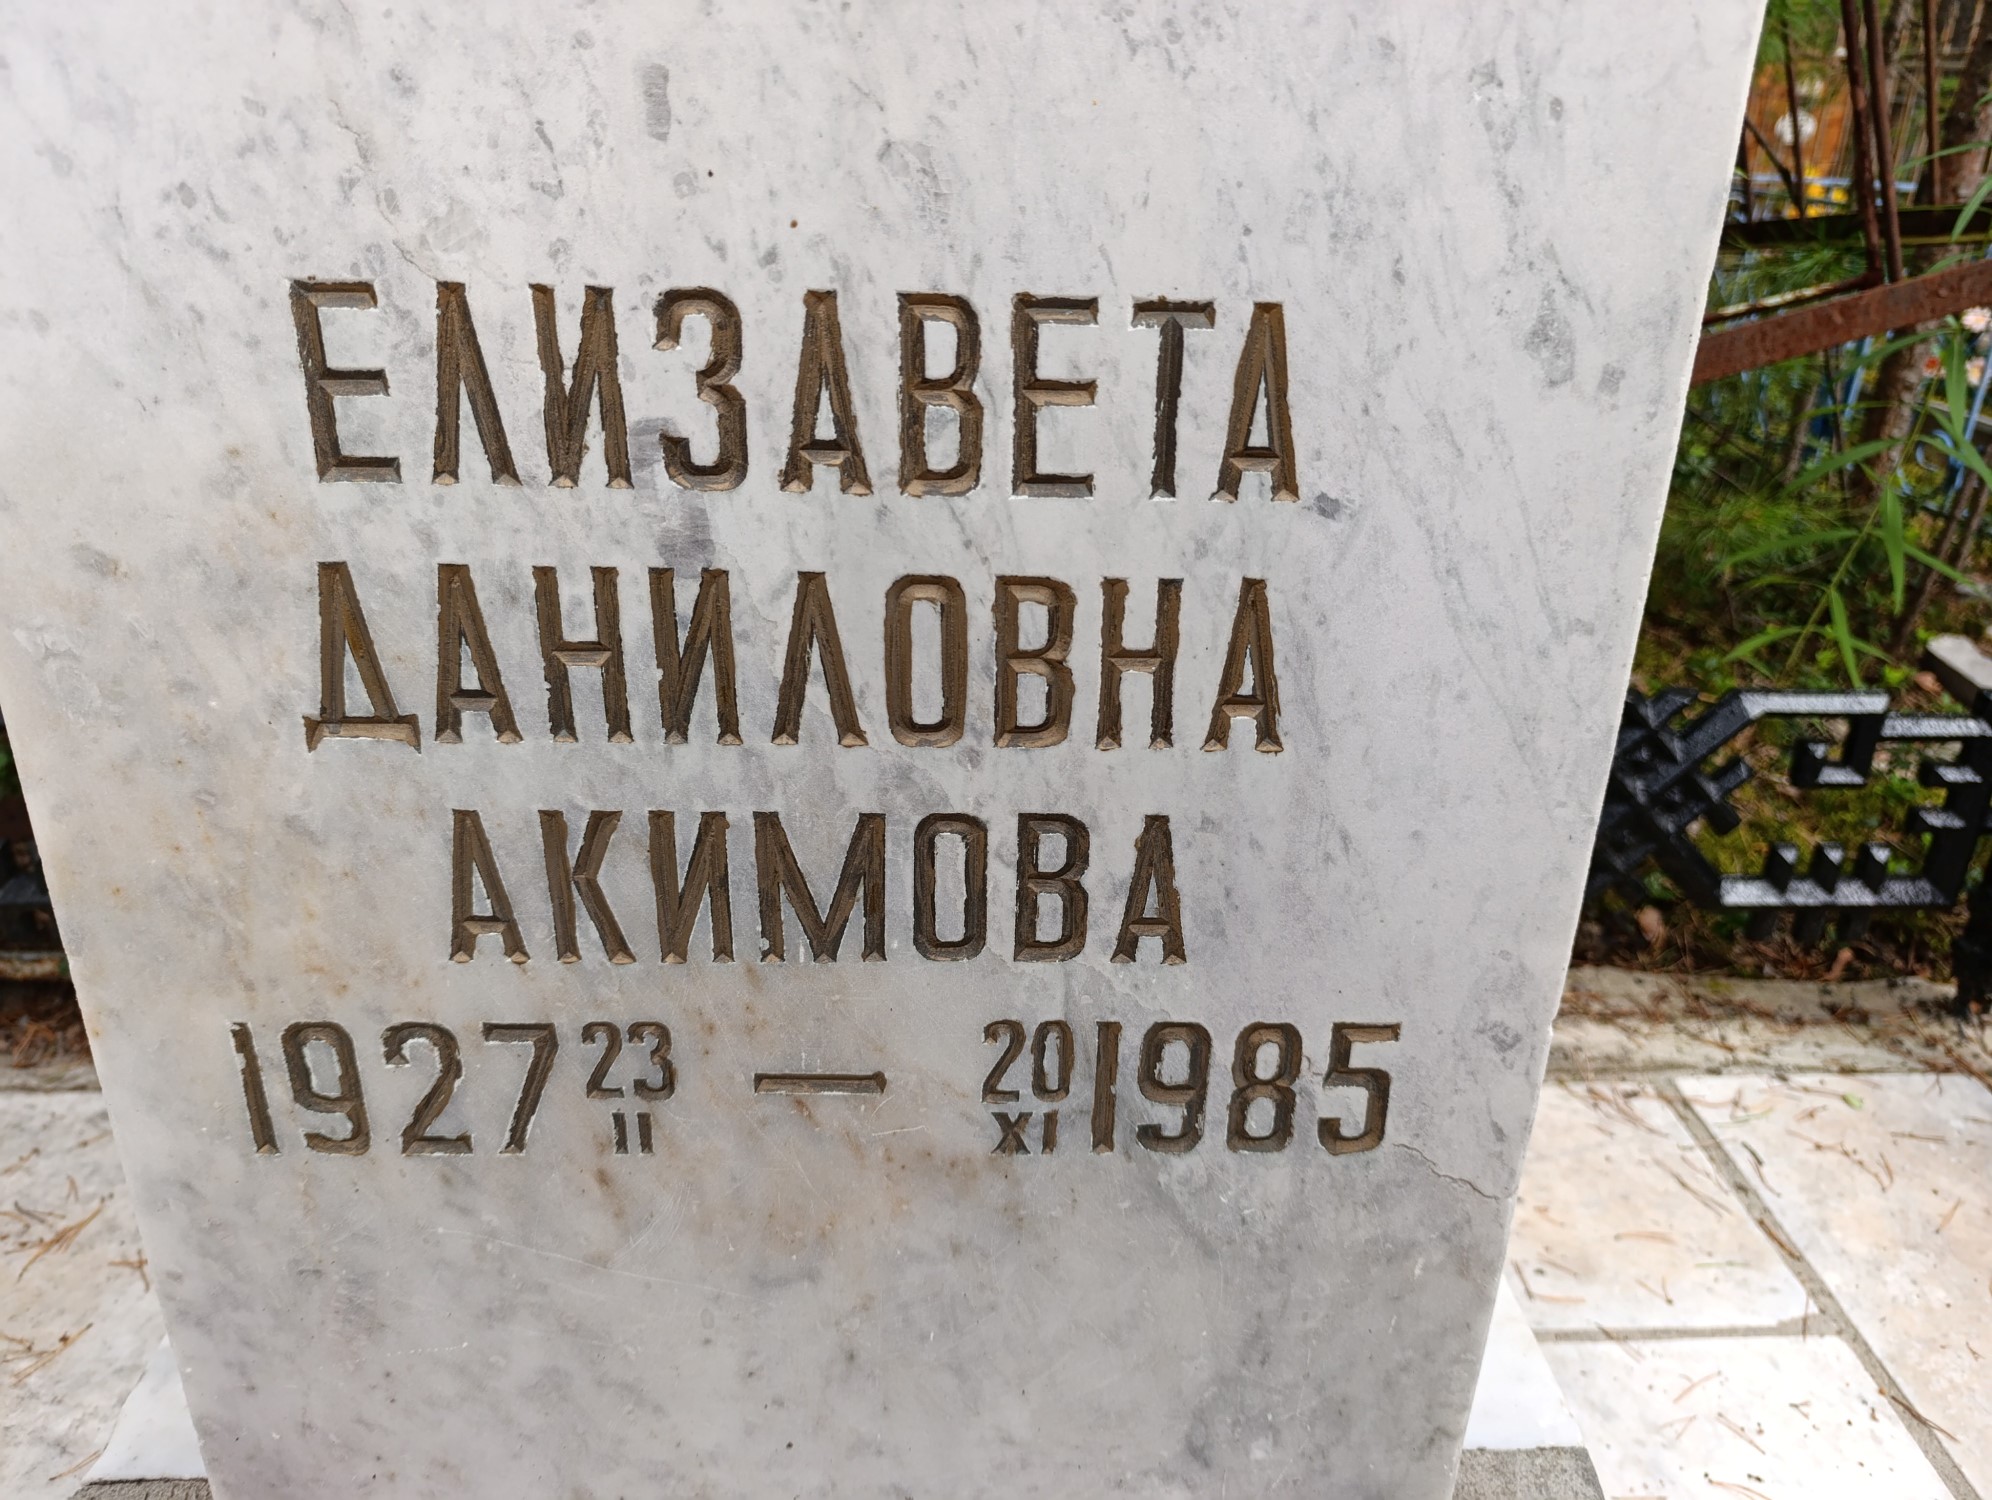 ЕЛИЗАВЕТА
ДАНИЛОВНА
АКИМОВА
1927 23 II — 20 XI 1985